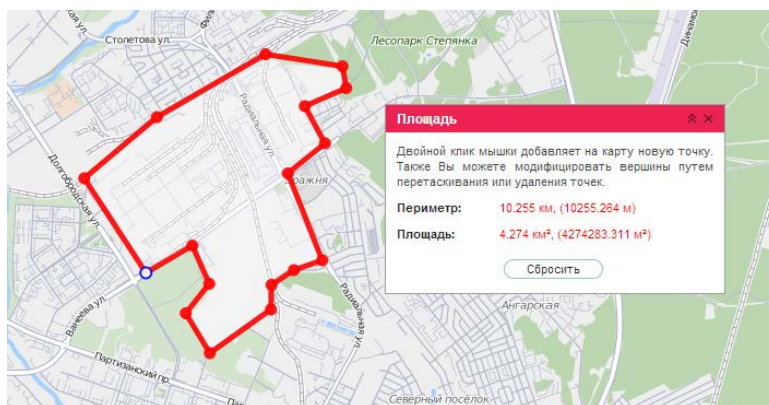 Столетова ул.
Лесопарк Степянка
Радиальная ул.
Долгобродская ул.
Дражня
Ванеева ул.
Партизанский пр.
Радиальная ул.
Ангарская
Северный посёлок
Площадь
Двойной клик мышки добавляет на карту новую точку.
Также Вы можете модифицировать вершины путем
перетаскивания или удаления точек.
Периметр: 10.255 км, (10255.264 м)
Площадь: 4.274 км², (4274283.311 м²)
Сбросить